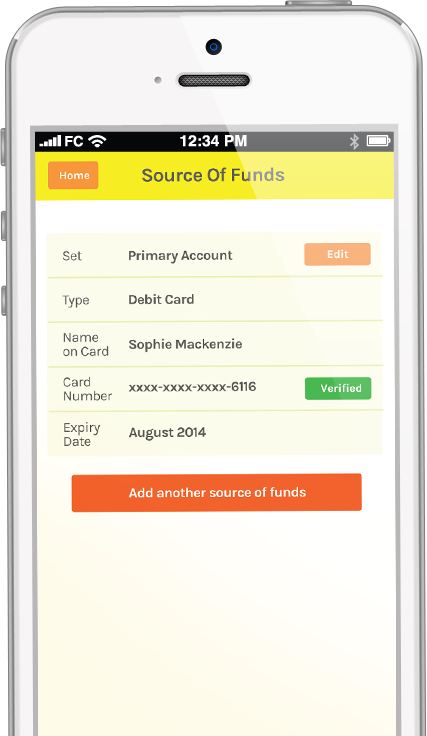 FC 12:34 PM
Home Source Of Funds
Set Primary Account Edit
Type Debit Card
Name
on Card Sophie Mackenzie
Card
Number xxxx-xxxx-xxxx-6116 Verified
Expiry
Date August 2014
Add another source of funds